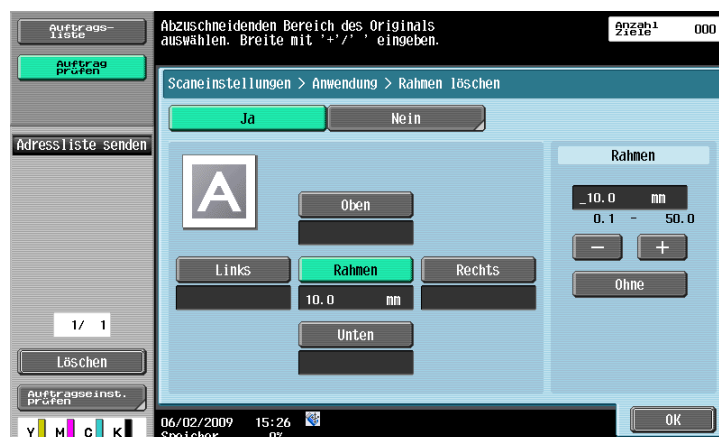 Auftrags-
liste
Auftrag
prüfen
Adressliste senden
1/ 1
Löschen
Auftragseinst.
prüfen
Y M C K
Abzuschneidenden Bereich des Originals
auswählen. Breite mit '+'/' ' eingeben.
Anzahl
Ziele 000
Scaneinstellungen > Anwendung > Rahmen löschen
Ja Nein
A
Oben
Links Rahmen Rechts
10.0 mm
Unten
Rahmen
_10.0 mm
0.1 - 50.0
− +
Ohne
06/02/2009 15:26
Speicher 0%
OK